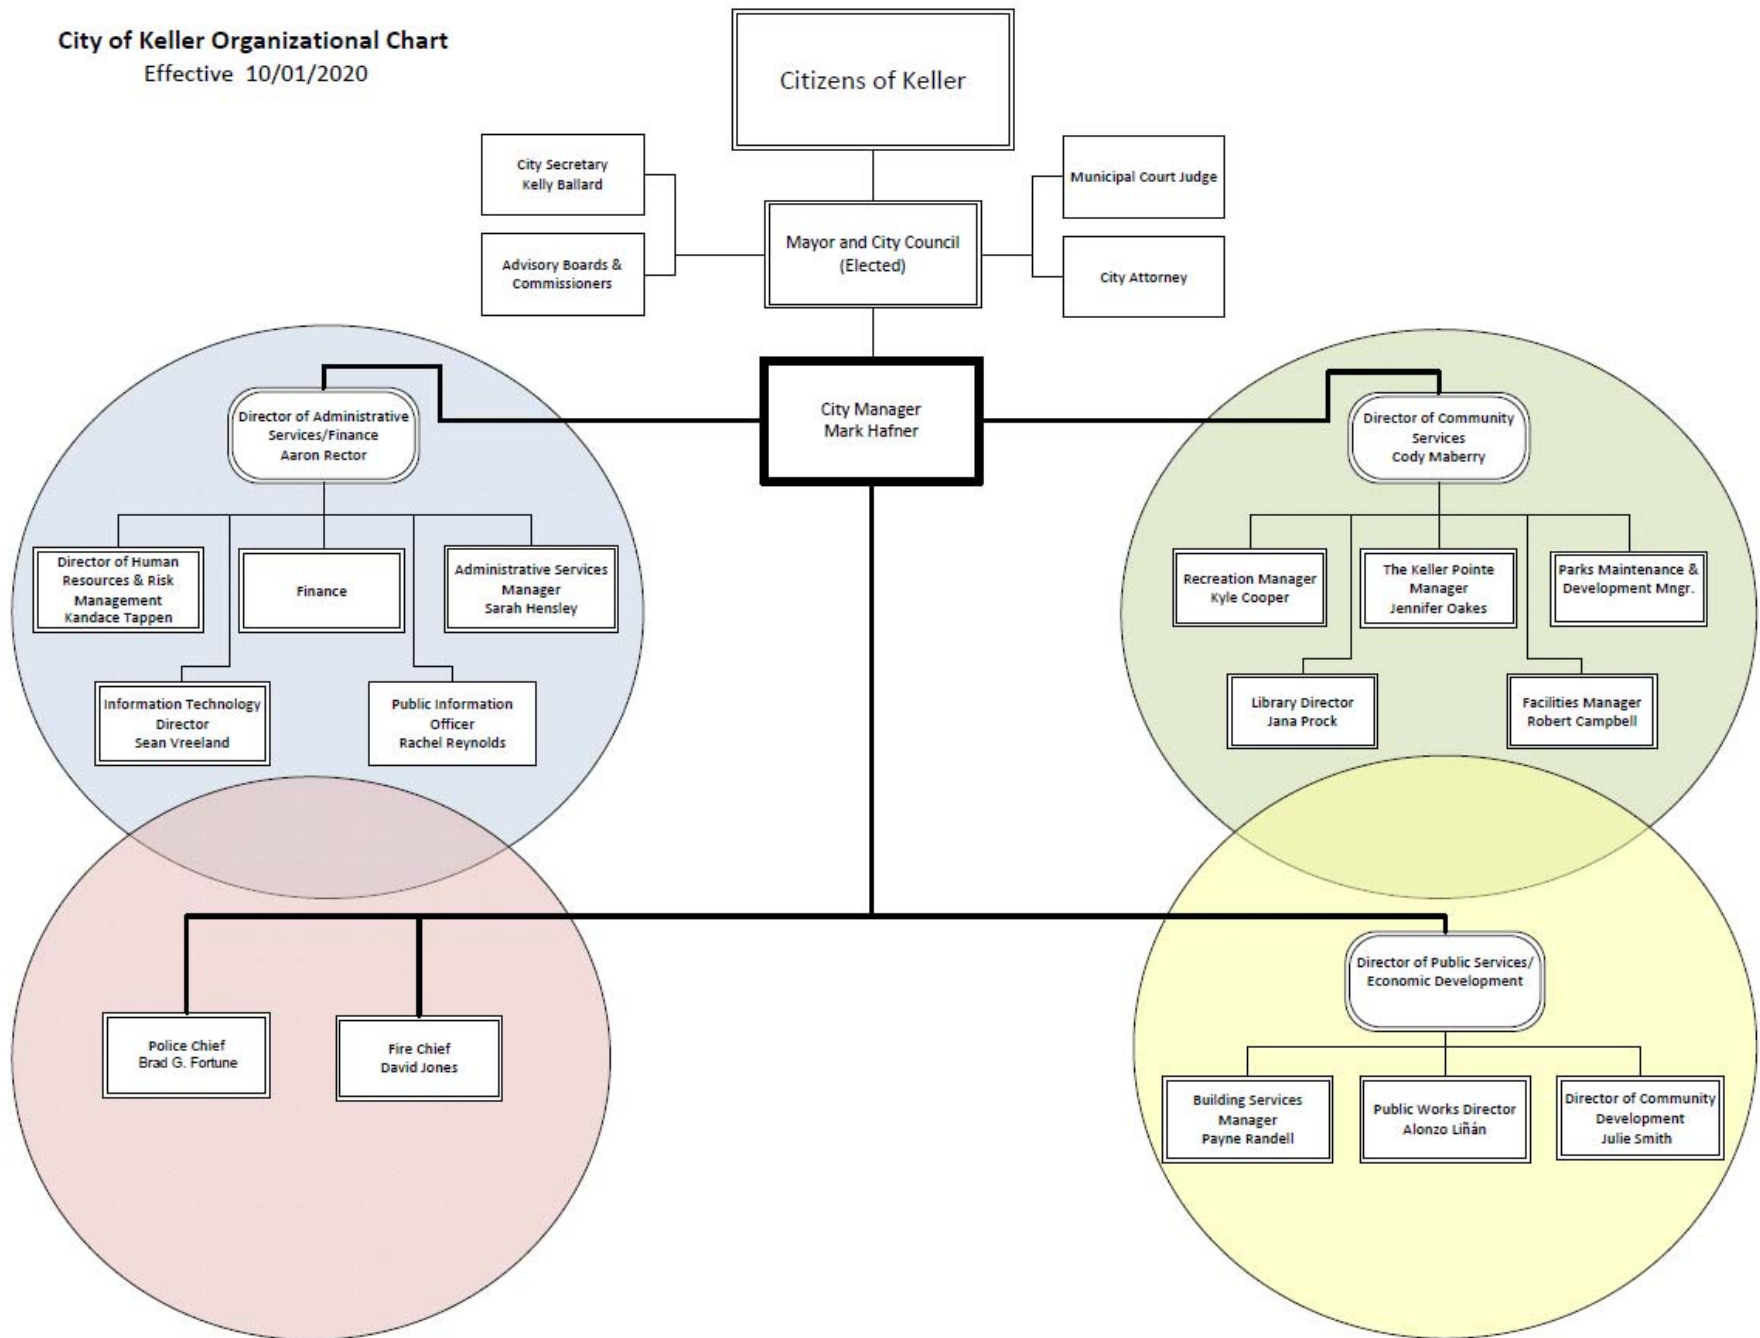 City of Keller Organizational Chart
Effective 10/01/2020
Citizens of Keller
City Secretary
Kelly Ballard
Municipal Court Judge
Mayor and City Council
(Elected)
Advisory Boards &
Commissioners
City Attorney
City Manager
Mark Hafner
Director of Administrative
Services/Finance
Aaron Rector
Director of Human
Resources & Risk
Management
Kandace Tappen
Finance
Administrative Services
Manager
Sarah Hensley
Information Technology
Director
Sean Vreeland
Public Information
Officer
Rachel Reynolds
Director of Community
Services
Cody Maberry
Recreation Manager
Kyle Cooper
The Keller Pointe
Manager
Jennifer Oakes
Parks Maintenance &
Development Mngr.
Library Director
Jana Prock
Facilities Manager
Robert Campbell
Police Chief
Brad G. Fortune
Fire Chief
David Jones
Director of Public Services/
Economic Development
Building Services
Manager
Payne Randell
Public Works Director
Alonzo Liñán
Director of Community
Development
Julie Smith